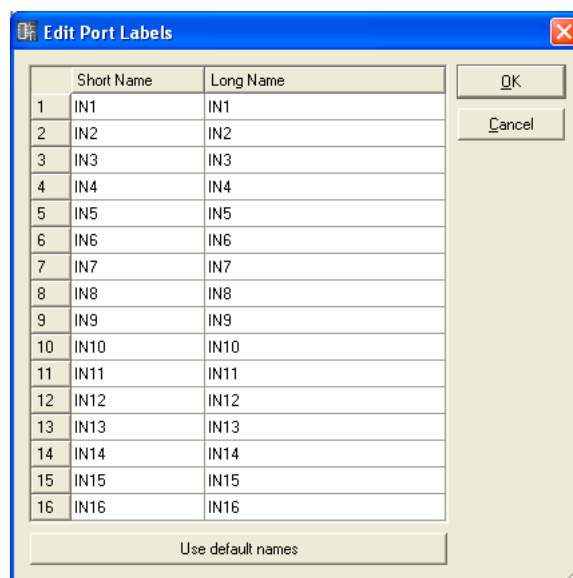 Edit Port Labels
Short Name Long Name
1 IN1 IN1
2 IN2 IN2
3 IN3 IN3
4 IN4 IN4
5 IN5 IN5
6 IN6 IN6
7 IN7 IN7
8 IN8 IN8
9 IN9 IN9
10 IN10 IN10
11 IN11 IN11
12 IN12 IN12
13 IN13 IN13
14 IN14 IN14
15 IN15 IN15
16 IN16 IN16
OK
Cancel
Use default names